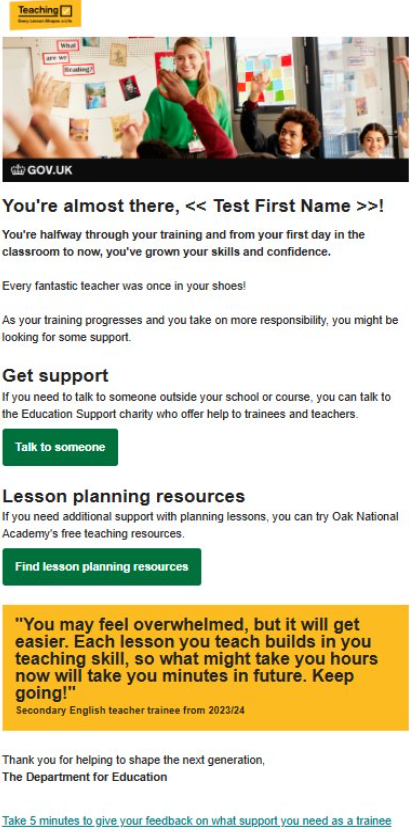 Teaching
Every Lesson Shapes a Life
What
are we
Reading?
GOV.UK
You're almost there, << Test First Name >>!
You're halfway through your training and from your first day in the
classroom to now, you've grown your skills and confidence.
Every fantastic teacher was once in your shoes!
As your training progresses and you take on more responsibility, you might be
looking for some support.
Get support
If you need to talk to someone outside your school or course, you can talk to
the Education Support charity who offer help to trainees and teachers.
Talk to someone
Lesson planning resources
If you need additional support with planning lessons, you can try Oak National
Academy's free teaching resources.
Find lesson planning resources
"You may feel overwhelmed, but it will get
easier. Each lesson you teach builds in you
teaching skill, so what might take you hours
now will take you minutes in future. Keep
going!"
Secondary English teacher trainee from 2023/24
Thank you for helping to shape the next generation,
The Department for Education
Take 5 minutes to give your feedback on what support you need as a trainee